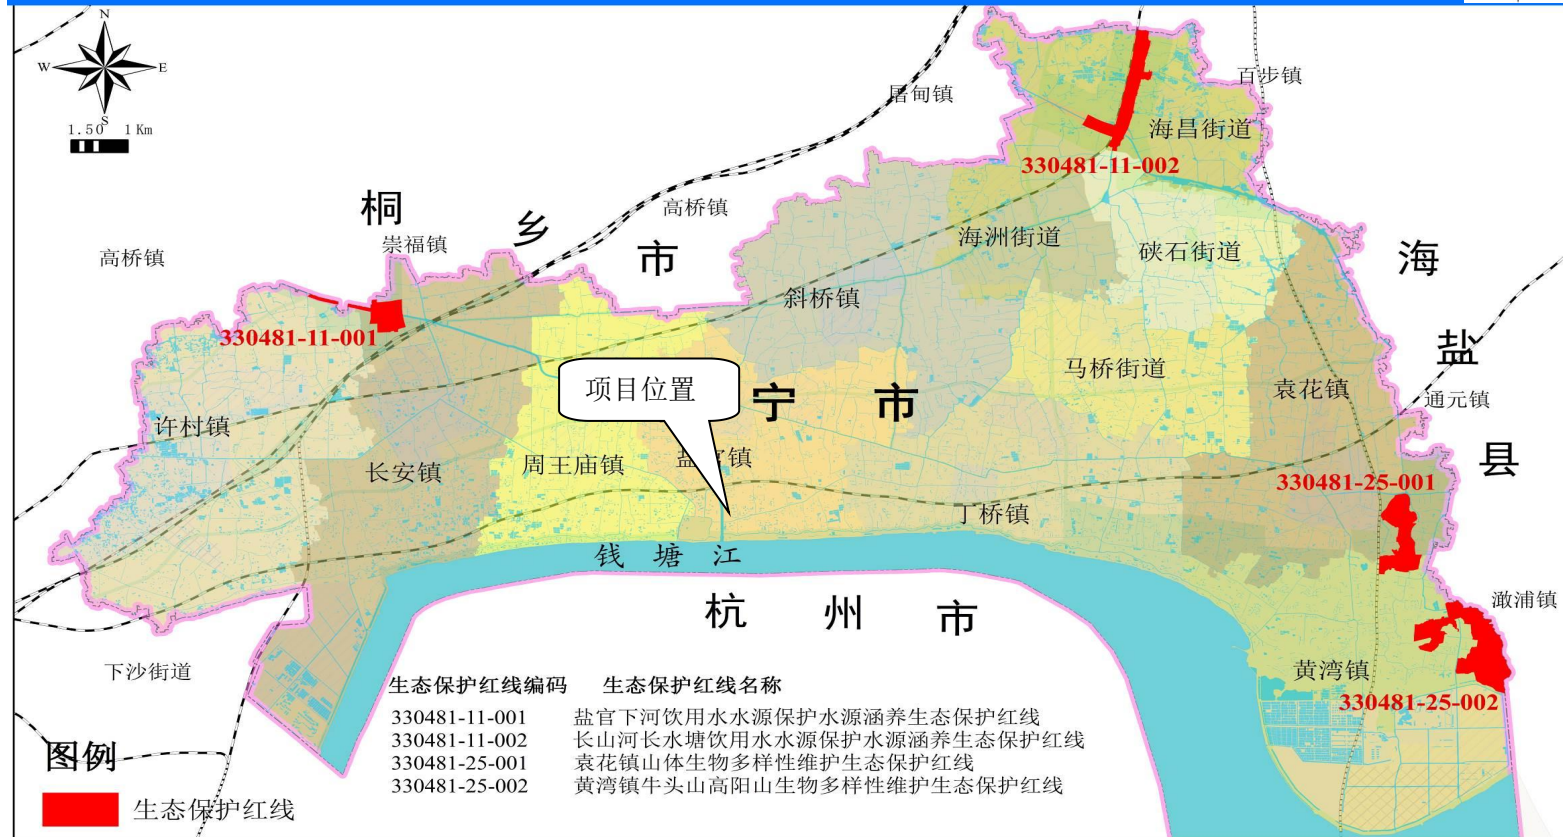 N
W E
S
1.50 1 Km
屠甸镇
百步镇
海昌街道
330481-11-002
桐 乡 市
高桥镇
崇福镇
高桥镇
海洲街道
硖石街道
海 盐 县
斜桥镇
330481-11-001
马桥街道
项目位置
宁 市
袁花镇
通元镇
许村镇
长安镇
周王庙镇
盐官镇
330481-25-001
丁桥镇
钱 塘 江
杭 州 市
澉浦镇
下沙街道
黄湾镇
330481-25-002
生态保护红线编码 生态保护红线名称
330481-11-001 盐官下河饮用水水源保护水源涵养生态保护红线
330481-11-002 长山河长水塘饮用水水源保护水源涵养生态保护红线
330481-25-001 袁花镇山体生物多样性维护生态保护红线
330481-25-002 黄湾镇牛头山高阳山生物多样性维护生态保护红线
图例
生态保护红线